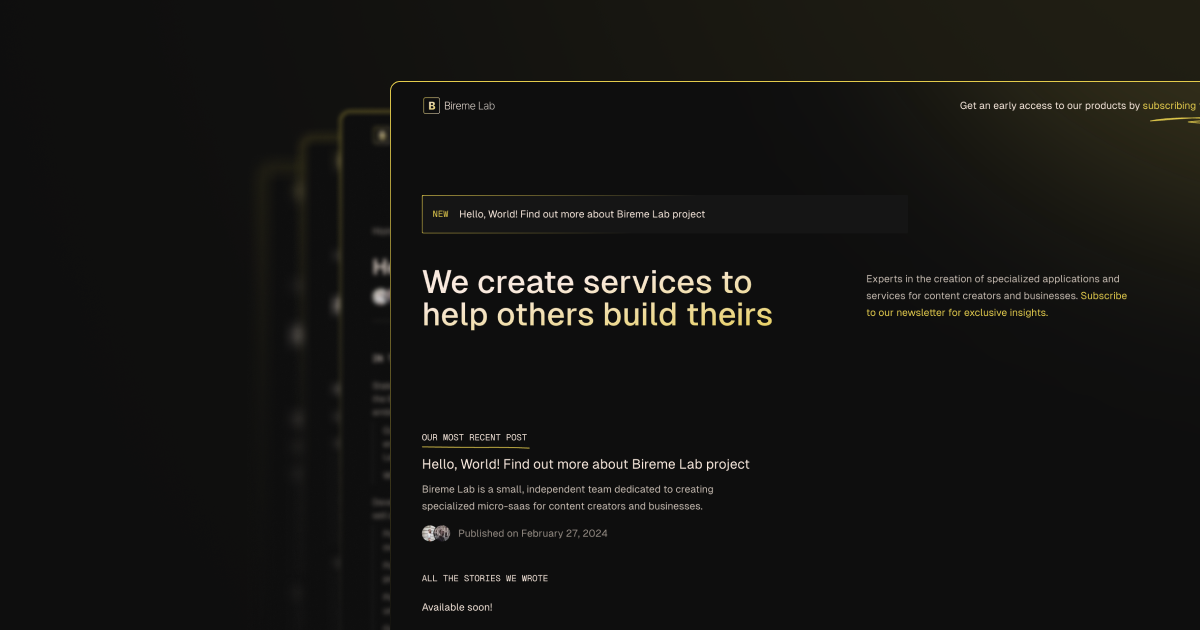 B Bireme Lab
Get an early access to our products by subscribing
NEW Hello, World! Find out more about Bireme Lab project
We create services to
help others build theirs
Experts in the creation of specialized applications and
services for content creators and businesses. Subscribe
to our newsletter for exclusive insights.
OUR MOST RECENT POST
Hello, World! Find out more about Bireme Lab project
Bireme Lab is a small, independent team dedicated to creating
specialized micro-saas for content creators and businesses.
Published on February 27, 2024
ALL THE STORIES WE WROTE
Available soon!